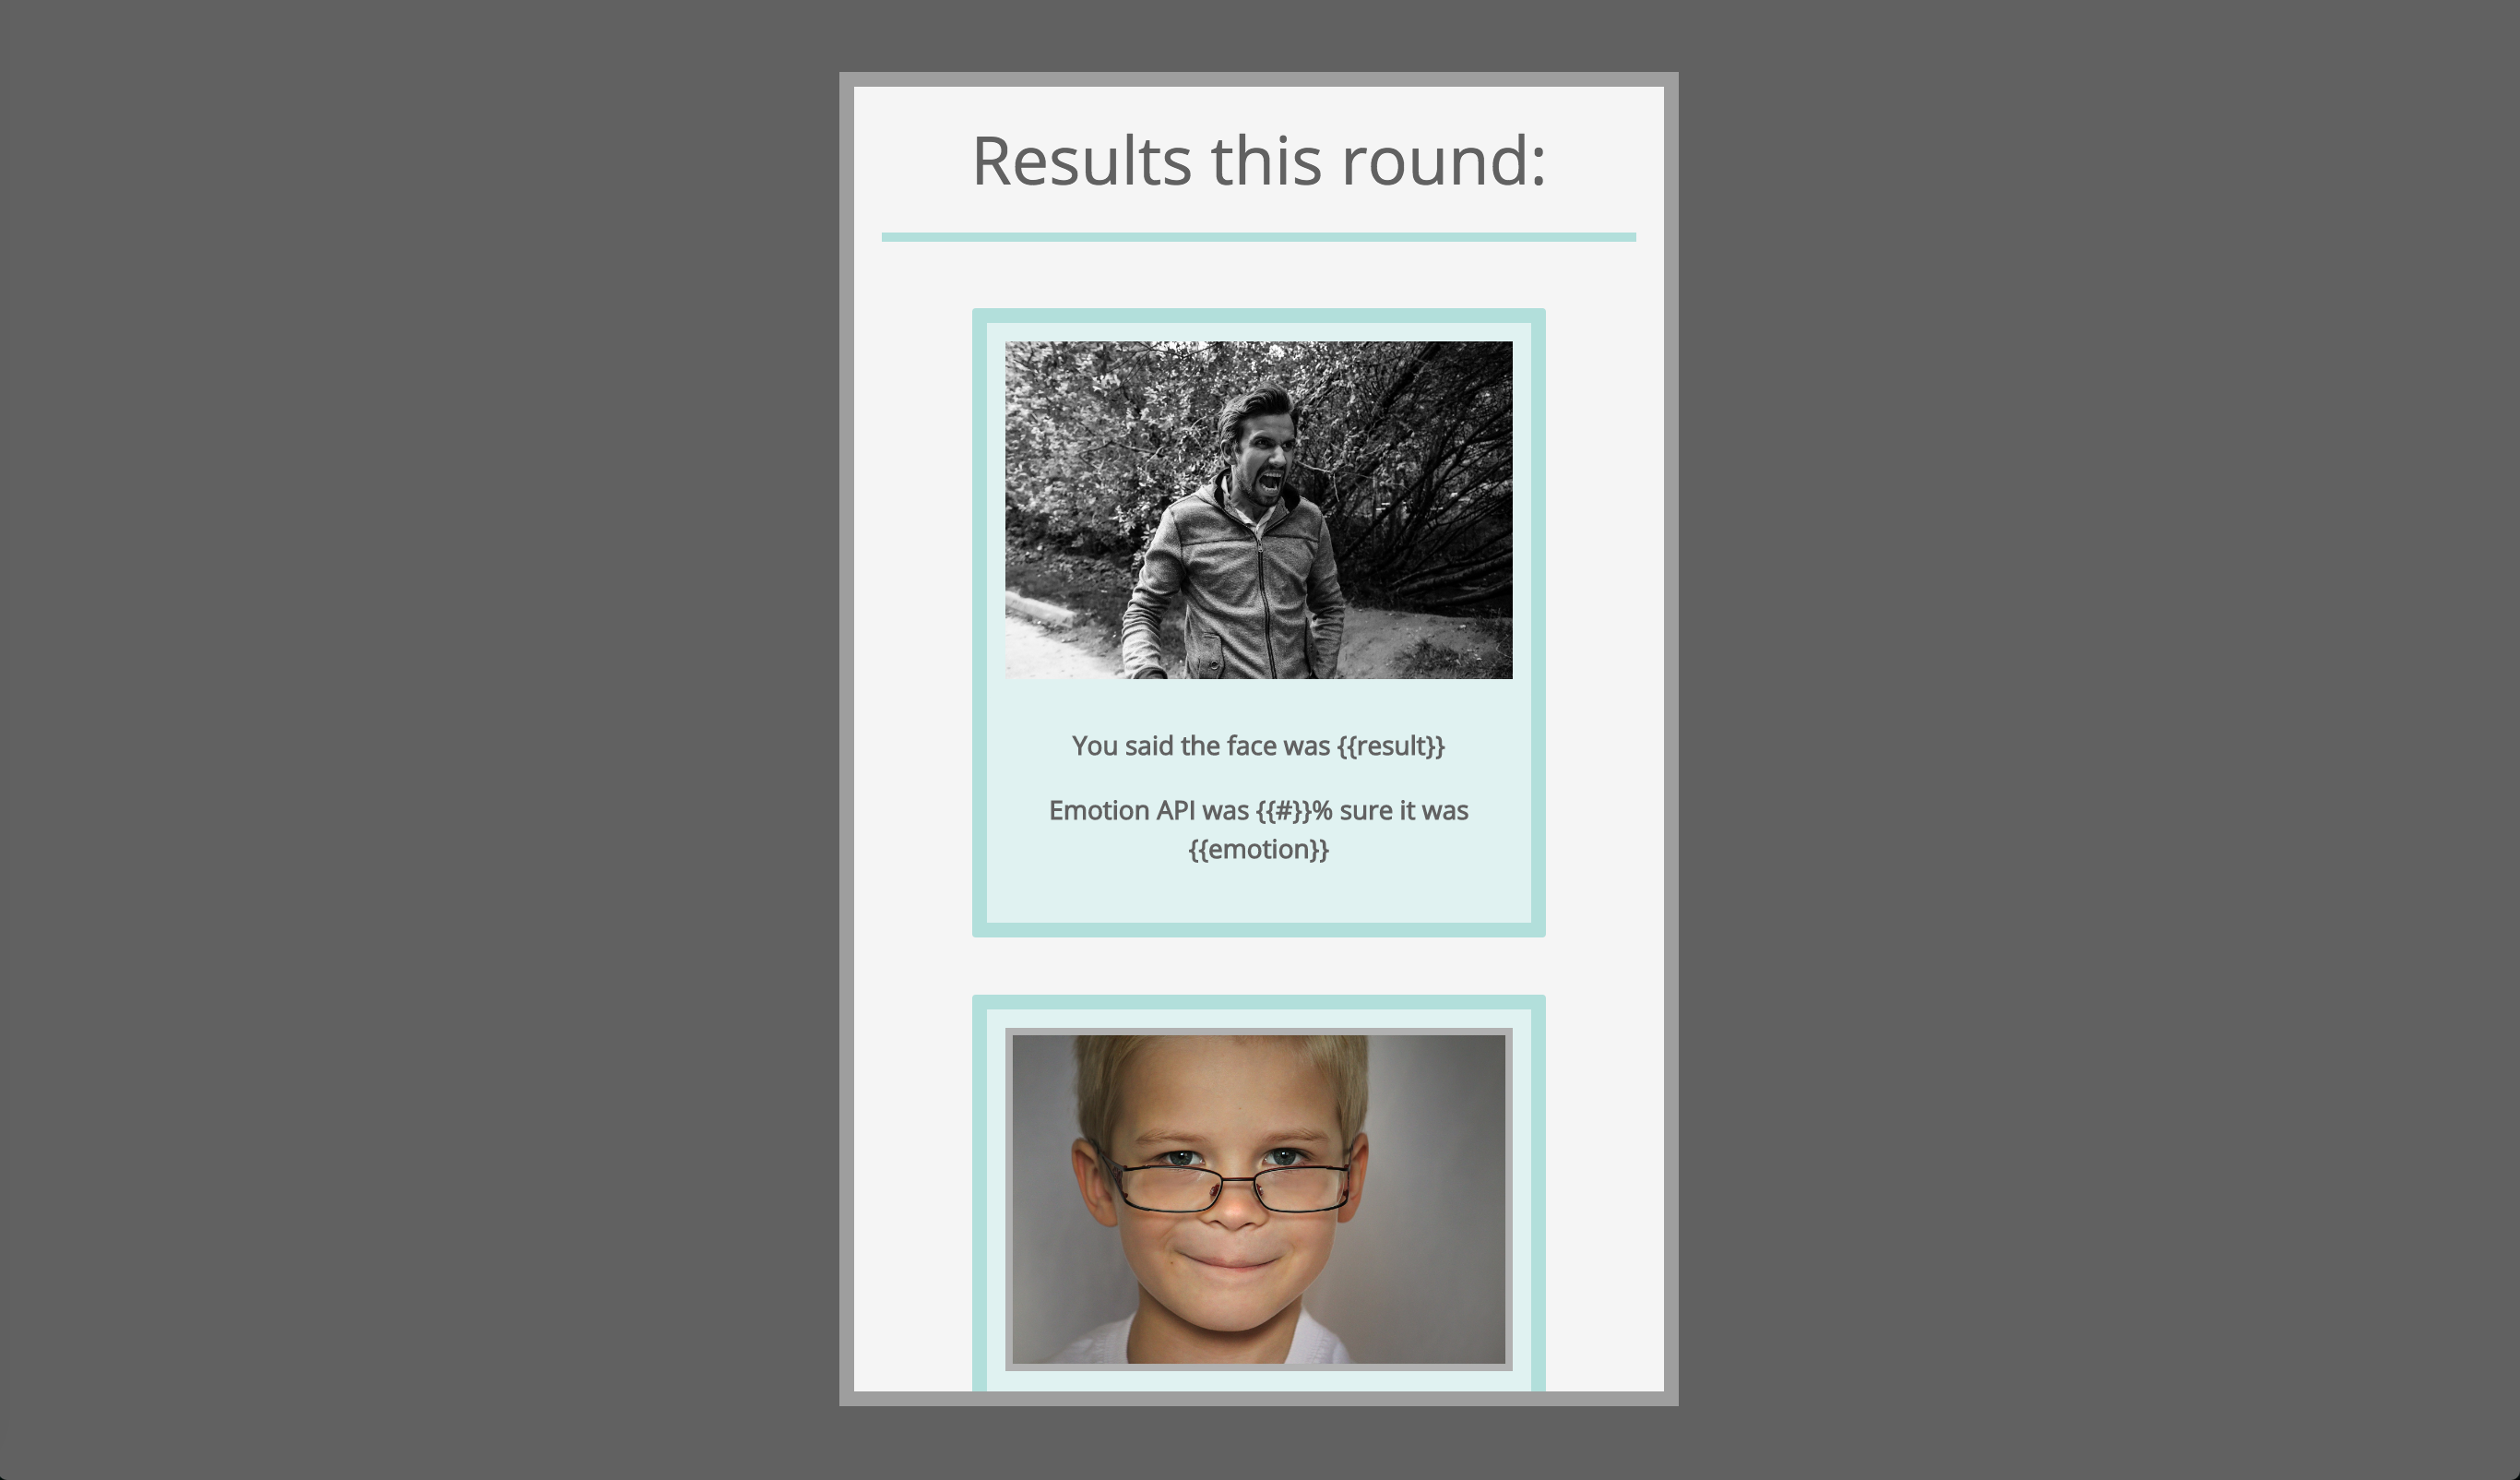 Results this round:
You said the face was {{result}}
Emotion API was {{#}}% sure it was
{{emotion}}